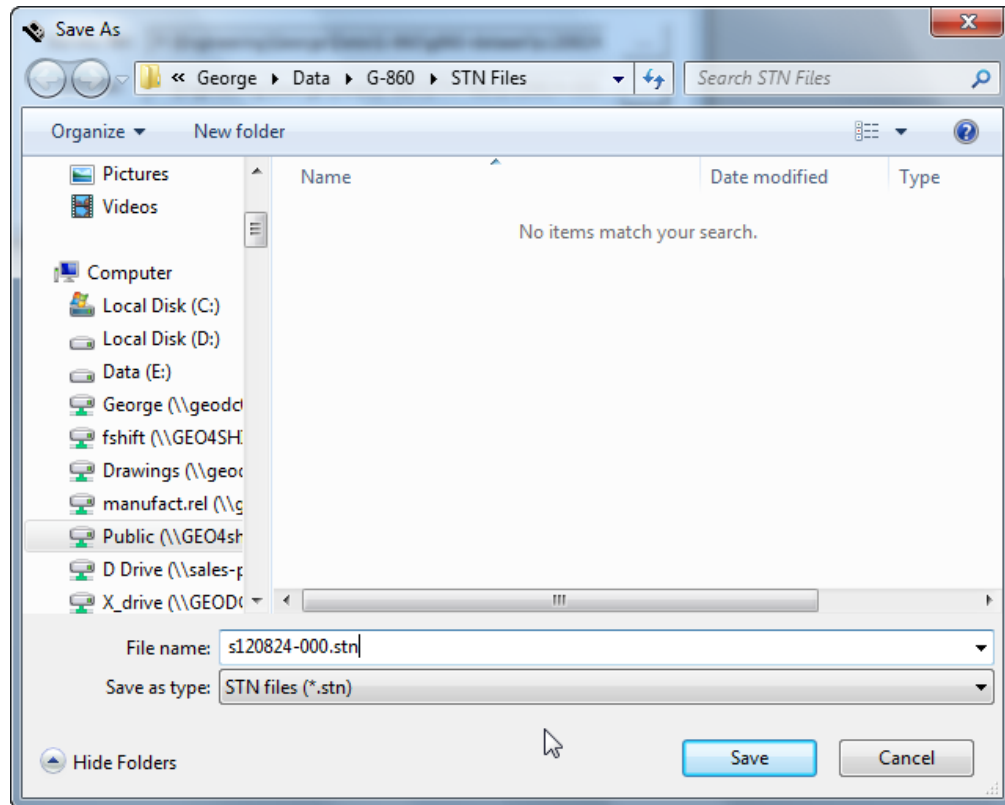 Save As
« George ▸ Data ▸ G-860 ▸ STN Files
Search STN Files
Organize
New folder
Pictures
Videos
Computer
Local Disk (C:)
Local Disk (D:)
Data (E:)
George (\\geodc
fshift (\\GEO4SH
Drawings (\\geod
manufact.rel (\\g
Public (\\GEO4sh
D Drive (\\sales-p
X_drive (\\GEOD
Name
Date modified
Type
No items match your search.
File name: s120824-000.stn
Save as type: STN files (*.stn)
Hide Folders
Save
Cancel